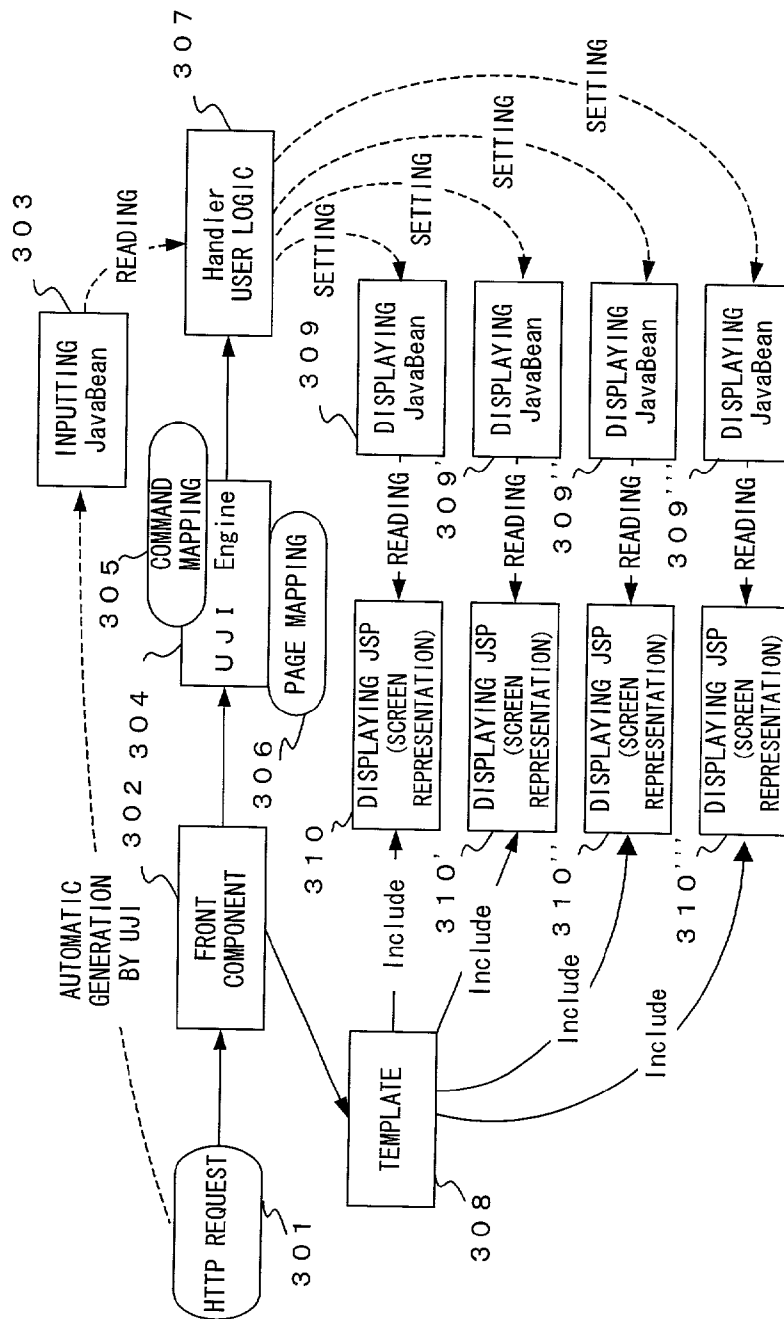 HTTP REQUEST
301
AUTOMATIC
GENERATION
BY UJI
302
FRONT
COMPONENT
303
INPUTTING
JavaBean
READING
304
UJI Engine
305
COMMAND
MAPPING
306
PAGE MAPPING
307
Handler
USER LOGIC
SETTING
SETTING
SETTING
SETTING
308
TEMPLATE
Include
Include
Include
Include
310
DISPLAYING JSP
(SCREEN
REPRESENTATION)
READING
309
DISPLAYING
JavaBean
310'
DISPLAYING JSP
(SCREEN
REPRESENTATION)
READING
309'
DISPLAYING
JavaBean
310''
DISPLAYING JSP
(SCREEN
REPRESENTATION)
READING
309''
DISPLAYING
JavaBean
310'''
DISPLAYING JSP
(SCREEN
REPRESENTATION)
READING
309'''
DISPLAYING
JavaBean